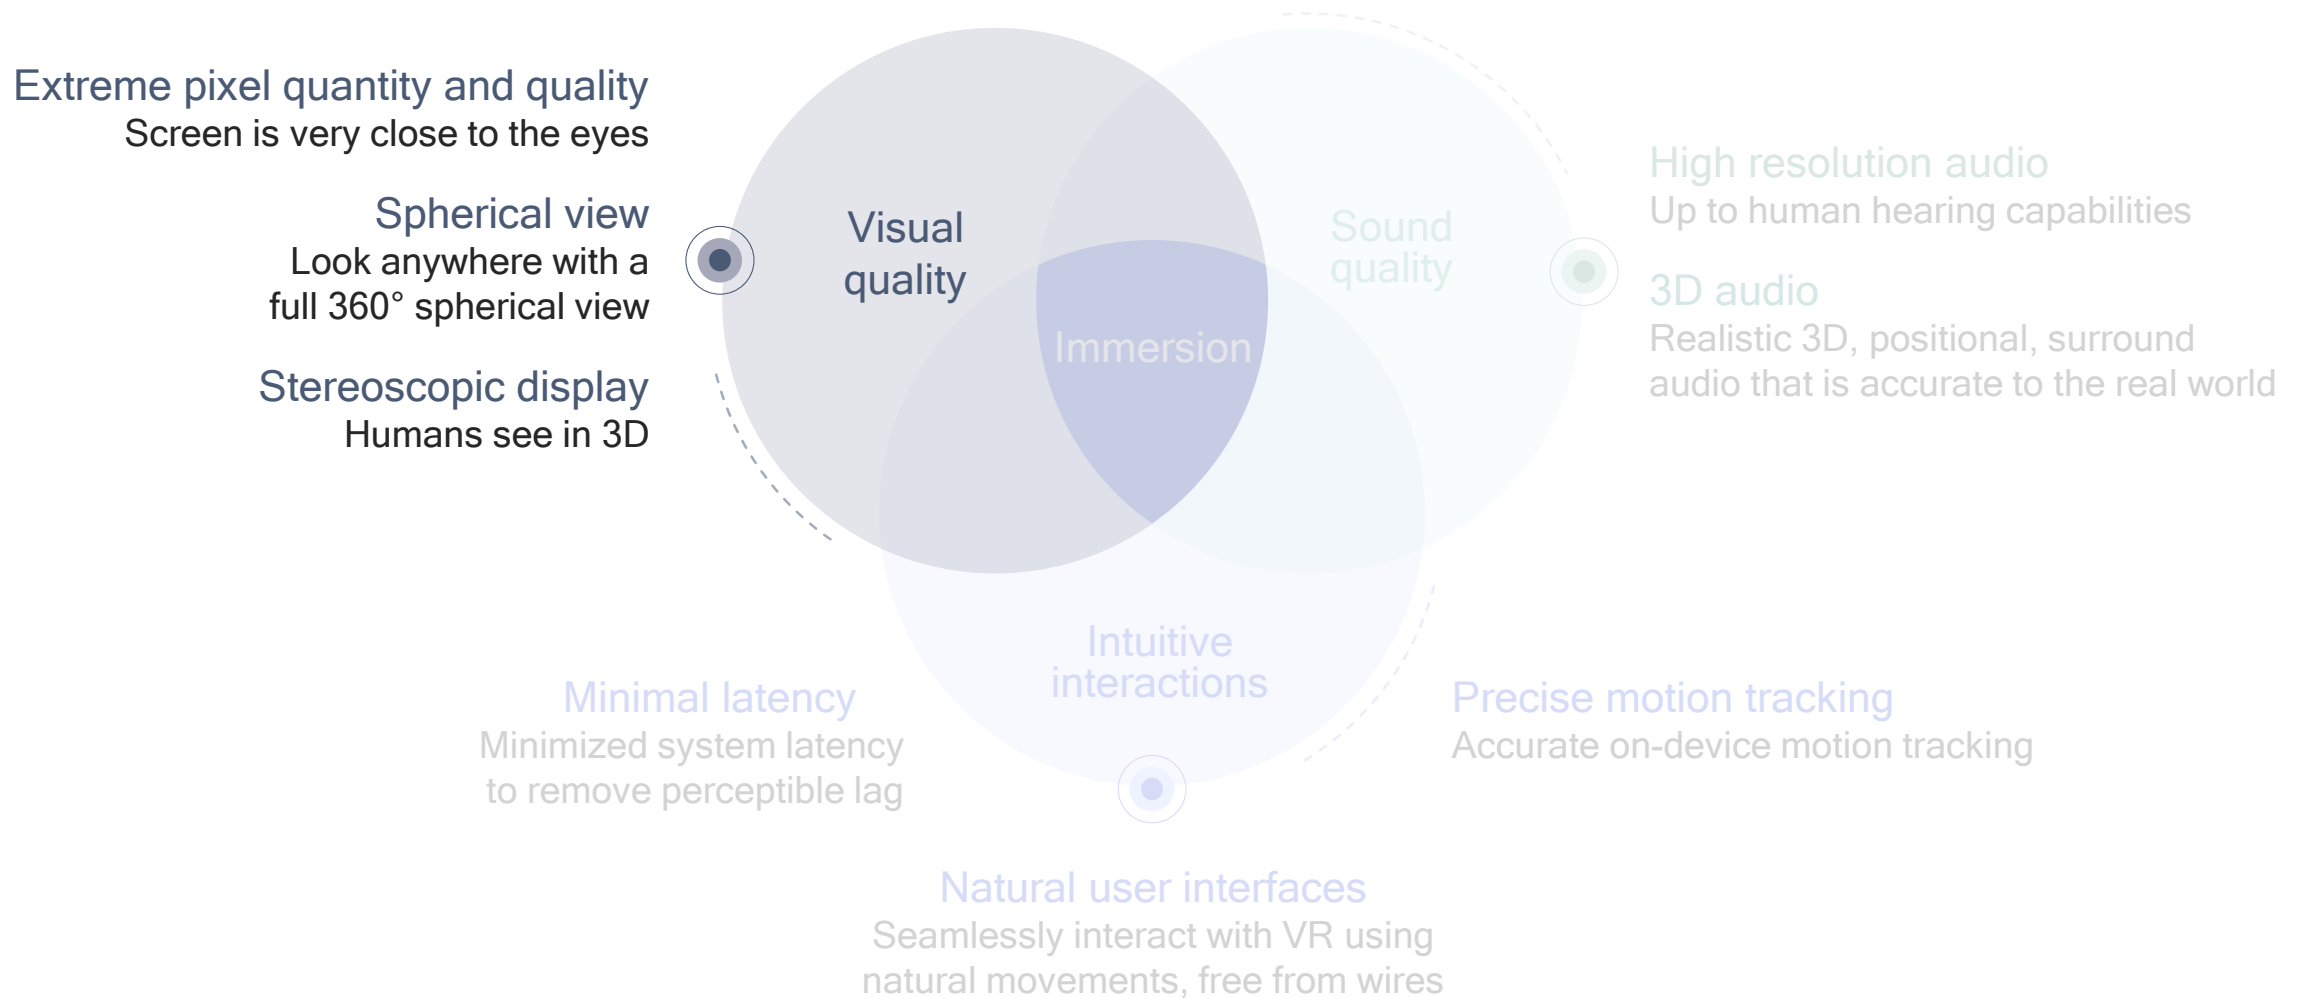 Extreme pixel quantity and quality
Screen is very close to the eyes
Spherical view
Look anywhere with a
full 360° spherical view
Stereoscopic display
Humans see in 3D
Visual
quality
Sound
quality
Immersion
High resolution audio
Up to human hearing capabilities
3D audio
Realistic 3D, positional, surround
audio that is accurate to the real world
Intuitive
interactions
Minimal latency
Minimized system latency
to remove perceptible lag
Precise motion tracking
Accurate on-device motion tracking
Natural user interfaces
Seamlessly interact with VR using
natural movements, free from wires